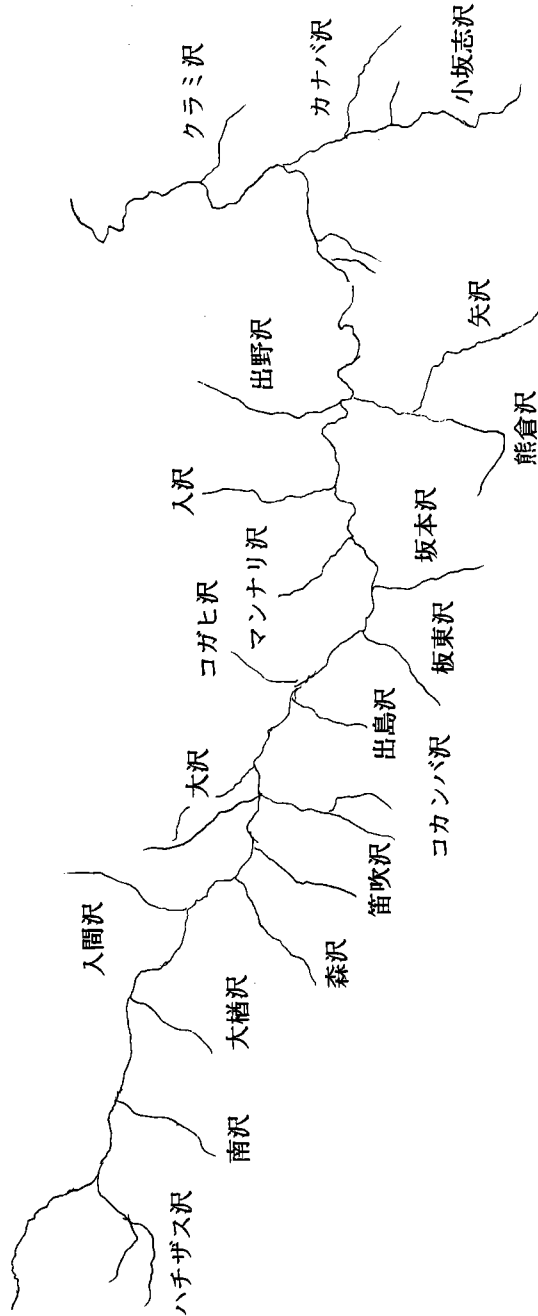 クラミ沢
カナバ沢
小坂志沢
出野沢
矢沢
熊倉沢
入沢
マンナリ沢
坂本沢
コガヒ沢
板東沢
出島沢
大沢
コカンバ沢
笛吹沢
入間沢
森沢
大楢沢
南沢
ハチザス沢